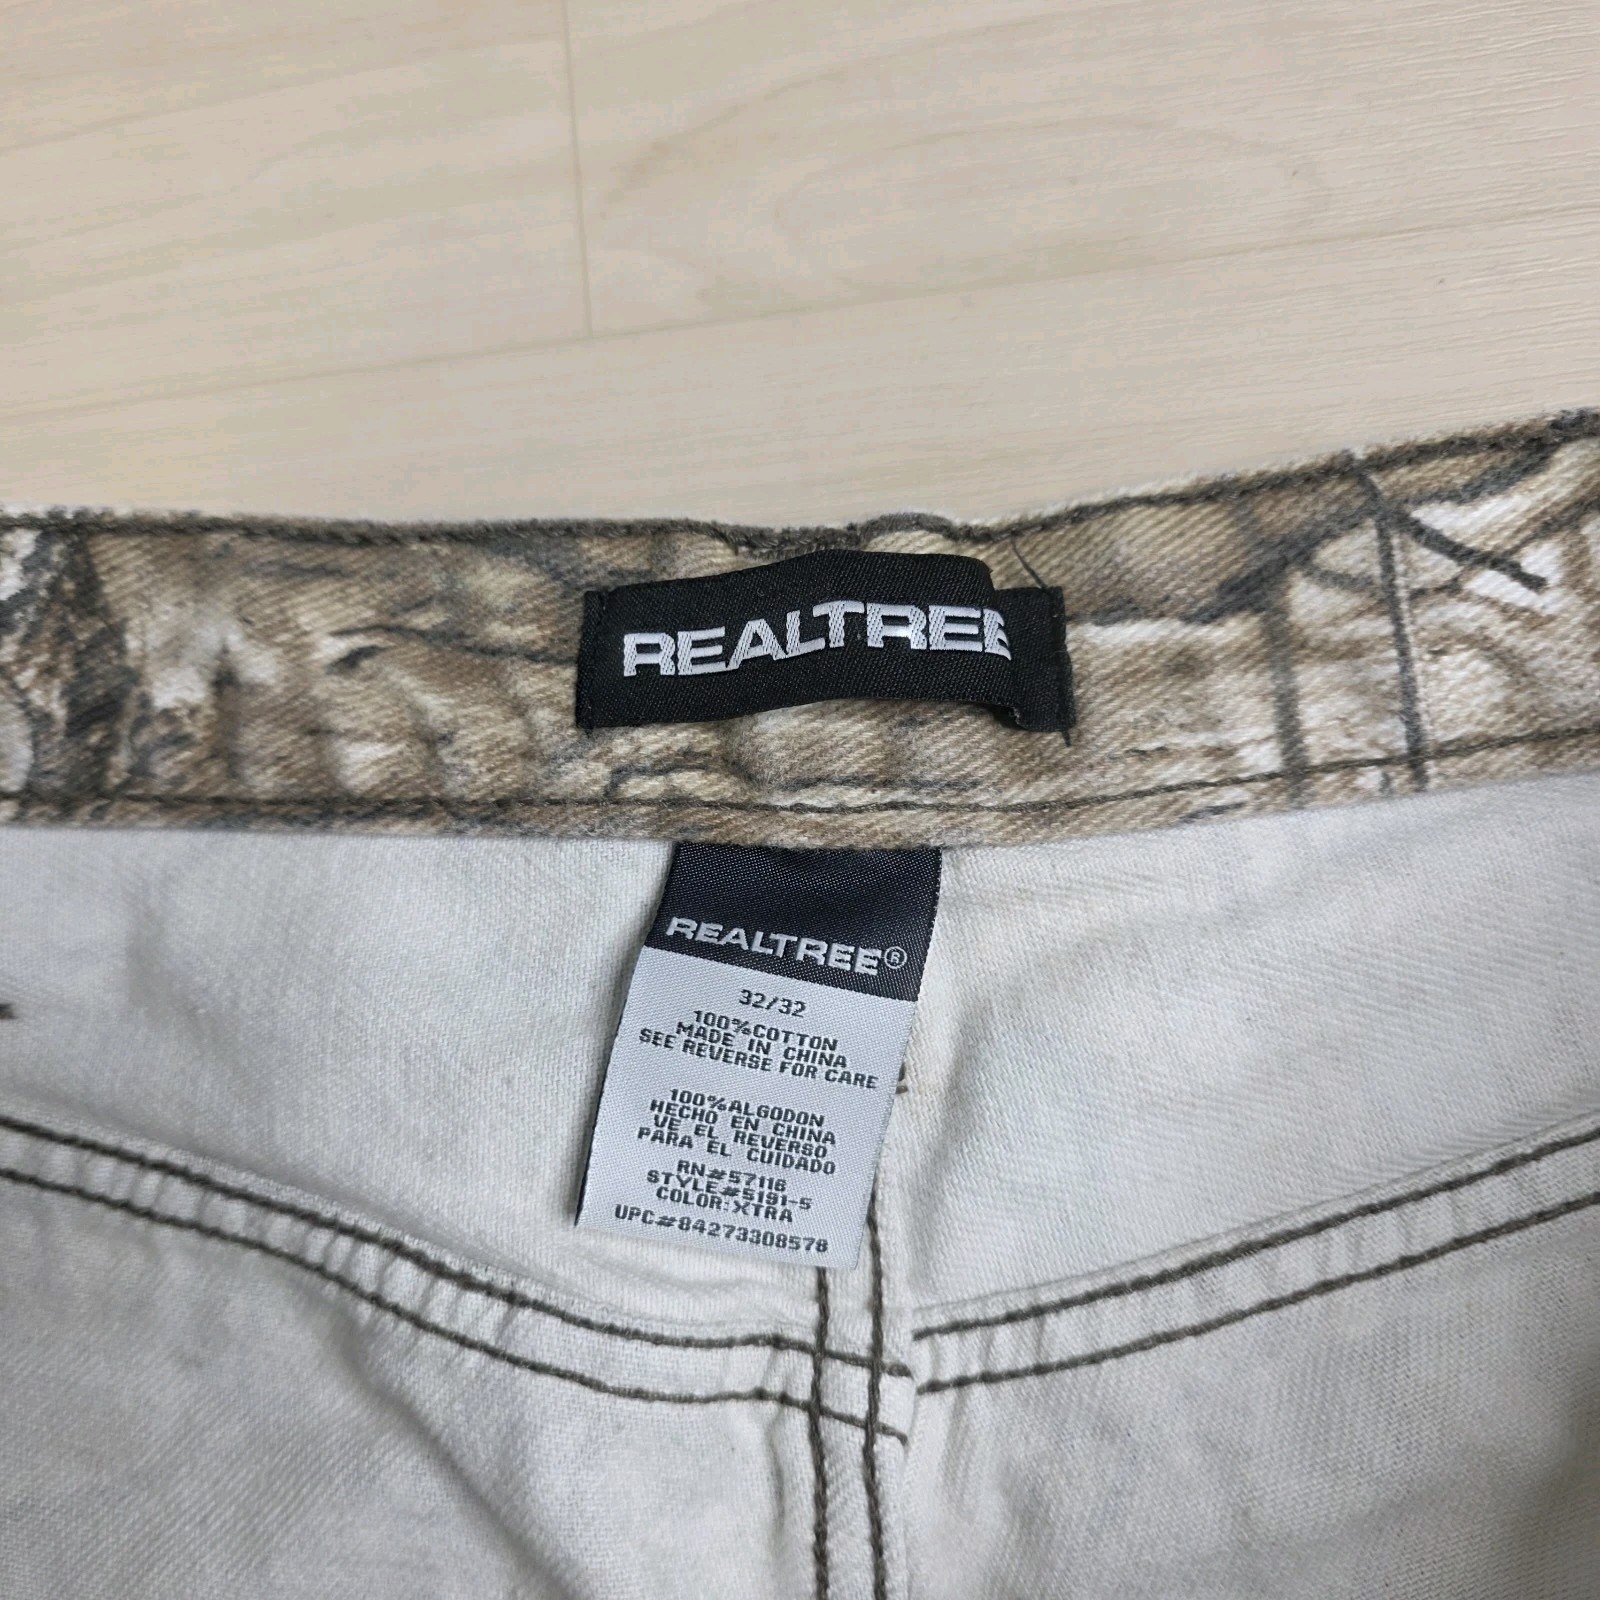 REALTREE
REALTREE®
32/32
100%COTTON
MADE IN CHINA
SEE REVERSE FOR CARE
100%ALGODON
HECHO EN CHINA
VE EL REVERSO
PARA EL CUIDADO
RN#57116
STYLE#5191-5
COLOR:XTRA
UPC#84273308578